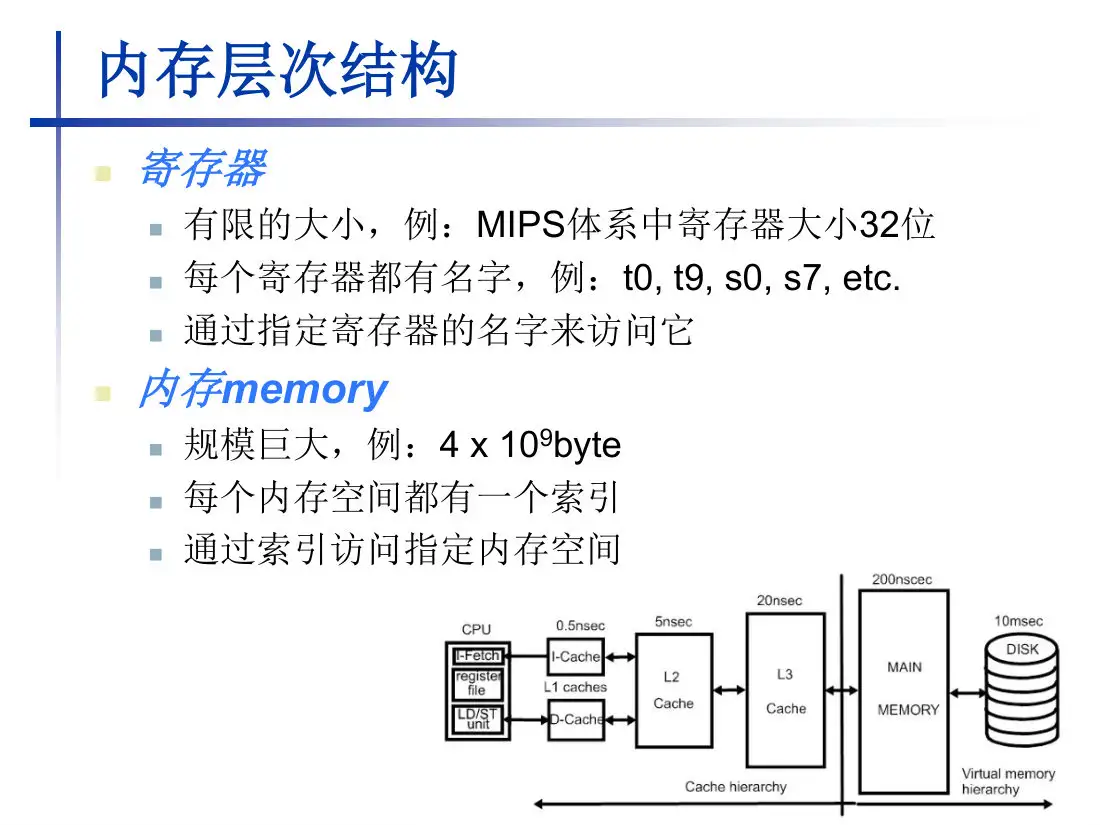 内存层次结构
寄存器
有限的大小，例：MIPS体系中寄存器大小32位
每个寄存器都有名字，例：t0, t9, s0, s7, etc.
通过指定寄存器的名字来访问它
内存memory
规模巨大，例：4 x 10⁹byte
每个内存空间都有一个索引
通过索引访问指定内存空间
CPU
I-Fetch
register
file
LD/ST
unit
0.5nsec
I-Cache
L1 caches
D-Cache
5nsec
L2
Cache
20nsec
L3
Cache
200nscec
MAIN
MEMORY
10msec
DISK
Cache hierarchy
Virtual memory
hierarchy